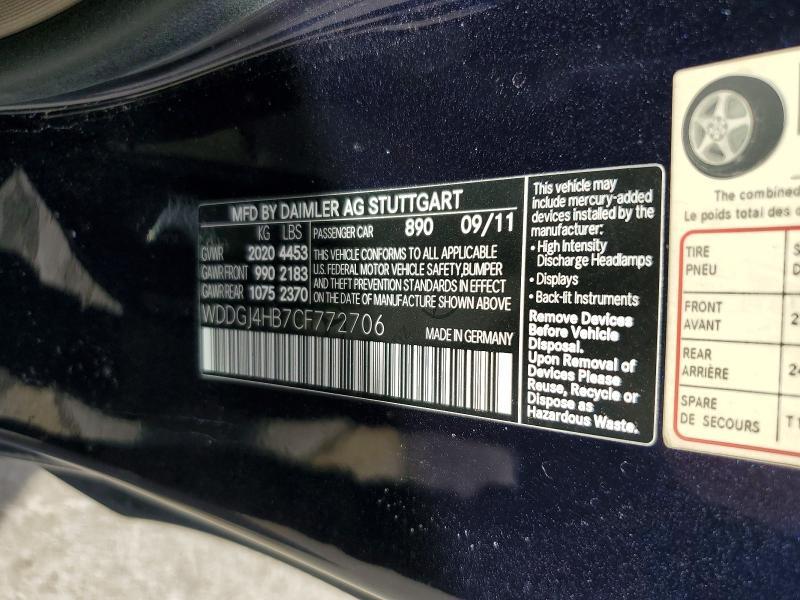 MFD BY DAIMLER AG STUTTGART
KG LBS
GVWR 2020 4453
GAWR FRONT 990 2183
GAWR REAR 1075 2370
PASSENGER CAR 890 09/11
THIS VEHICLE CONFORMS TO ALL APPLICABLE
U.S. FEDERAL MOTOR VEHICLE SAFETY,BUMPER
AND THEFT PREVENTION STANDARDS IN EFFECT
ON THE DATE OF MANUFACTURE SHOWN ABOVE
WDDGJ4HB7CF772706
MADE IN GERMANY
This vehicle may
include mercury-added
devices installed by the
manufacturer:
• High Intensity
Discharge Headlamps
• Displays
• Back-lit Instruments
Remove Devices
Before Vehicle
Disposal.
Upon Removal of
Devices Please
Reuse, Recycle or
Dispose as
Hazardous Waste.
The combined
Le poids total des
TIRE
PNEU
FRONT
AVANT
REAR
ARRIÈRE
SPARE
DE SECOURS